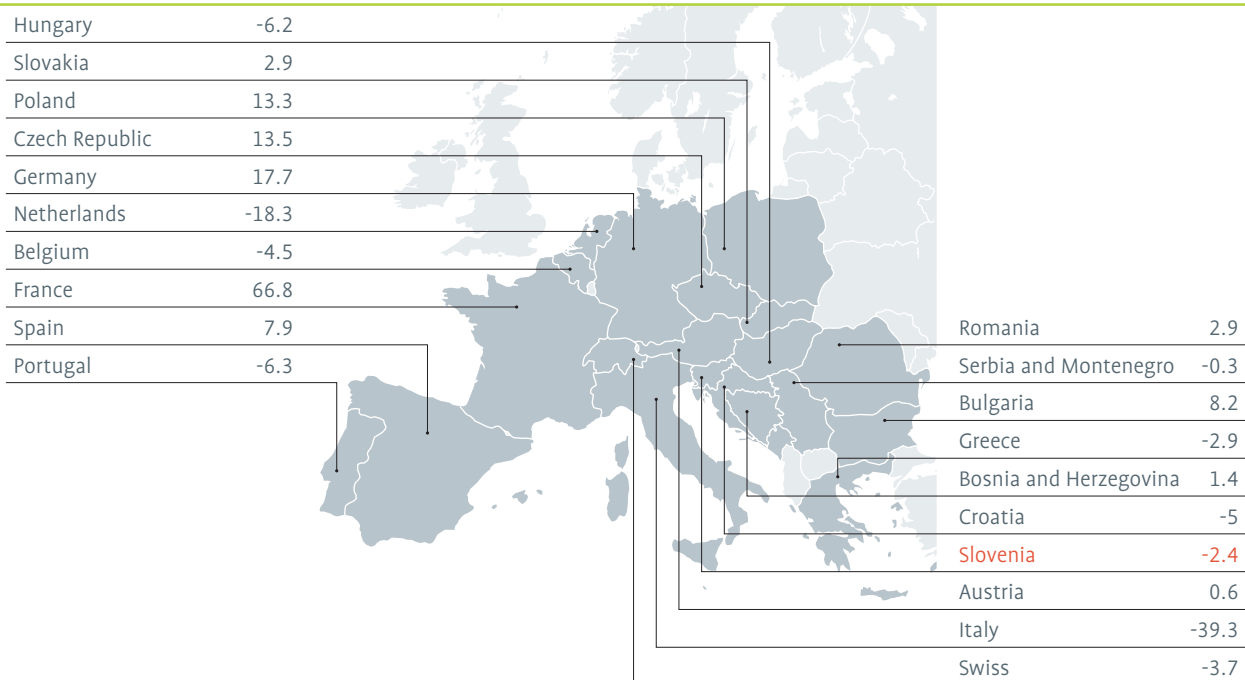 Hungary -6.2
Slovakia 2.9
Poland 13.3
Czech Republic 13.5
Germany 17.7
Netherlands -18.3
Belgium -4.5
France 66.8
Spain 7.9
Portugal -6.3
Romania 2.9
Serbia and Montenegro -0.3
Bulgaria 8.2
Greece -2.9
Bosnia and Herzegovina 1.4
Croatia -5
Slovenia -2.4
Austria 0.6
Italy -39.3
Swiss -3.7